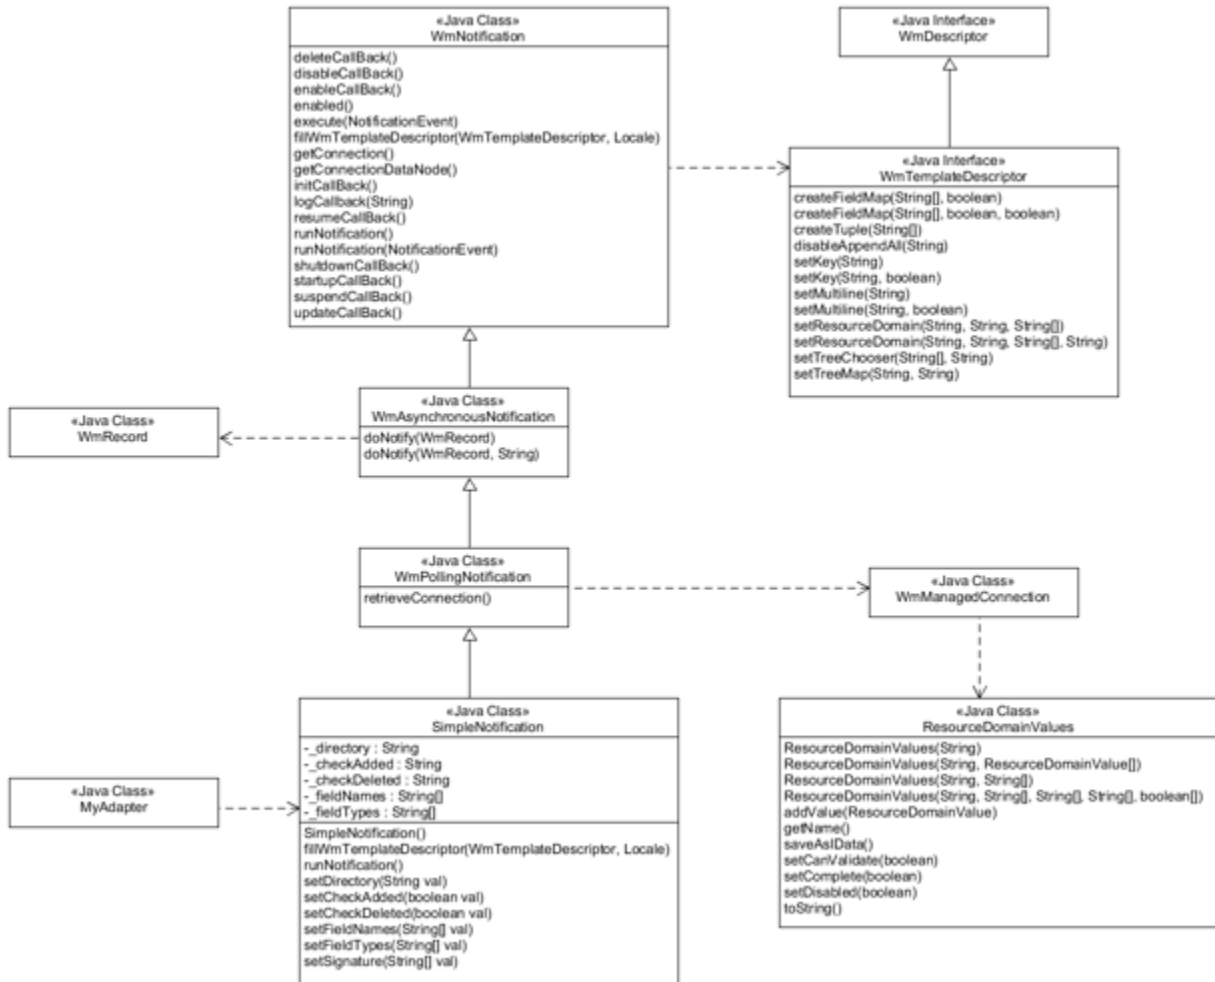 «Java Class»
WmNotification
deleteCallBack()
disableCallBack()
enableCallBack()
enabled()
execute(NotificationEvent)
fillWmTemplateDescriptor(WmTemplateDescriptor, Locale)
getConnection()
getConnectionDataNode()
initCallBack()
logCallback(String)
resumeCallBack()
runNotification()
runNotification(NotificationEvent)
shutdownCallBack()
startupCallBack()
suspendCallBack()
updateCallBack()
«Java Interface»
WmDescriptor
«Java Interface»
WmTemplateDescriptor
createFieldMap(String[], boolean)
createFieldMap(String[], boolean, boolean)
createTuple(String[])
disableAppendAll(String)
setKey(String)
setKey(String, boolean)
setMultiline(String)
setMultiline(String, boolean)
setResourceDomain(String, String, String[])
setResourceDomain(String, String, String[], String)
setTreeChooser(String[], String)
setTreeMap(String, String)
«Java Class»
WmRecord
«Java Class»
WmAsynchronousNotification
doNotify(WmRecord)
doNotify(WmRecord, String)
«Java Class»
WmPollingNotification
retrieveConnection()
«Java Class»
WmManagedConnection
«Java Class»
MyAdapter
«Java Class»
SimpleNotification
-_directory : String
-_checkAdded : String
-_checkDeleted : String
-_fieldNames : String[]
-_fieldTypes : String[]
SimpleNotification()
fillWmTemplateDescriptor(WmTemplateDescriptor, Locale)
runNotification()
setDirectory(String val)
setCheckAdded(boolean val)
setCheckDeleted(boolean val)
setFieldNames(String[] val)
setFieldTypes(String[] val)
setSignature(String[] val)
«Java Class»
ResourceDomainValues
ResourceDomainValues(String)
ResourceDomainValues(String, ResourceDomainValue[])
ResourceDomainValues(String, String[])
ResourceDomainValues(String, String[], String[], String[], boolean[])
addValue(ResourceDomainValue)
getName()
saveAsIData()
setCanValidate(boolean)
setComplete(boolean)
setDisabled(boolean)
toString()